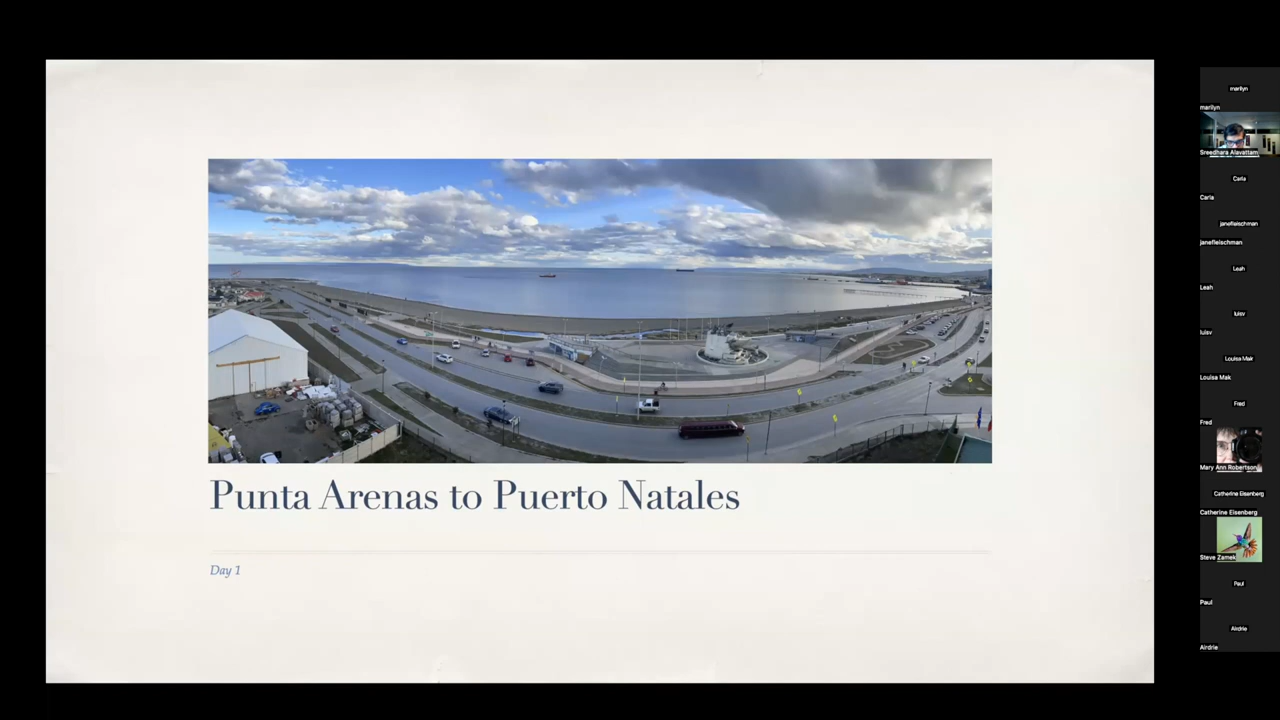 Punta Arenas to Puerto Natales
Day 1
marilyn
marilyn
Sreedhara Alavattam
Carla
Carla
janefleischman
janefleischman
Leah
Leah
luisv
luisv
Louisa Mak
Louisa Mak
Fred
Fred
Mary Ann Robertson
Catherine Eisenberg
Catherine Eisenberg
Steve Zamek
Paul
Paul
Airdrie
Airdrie